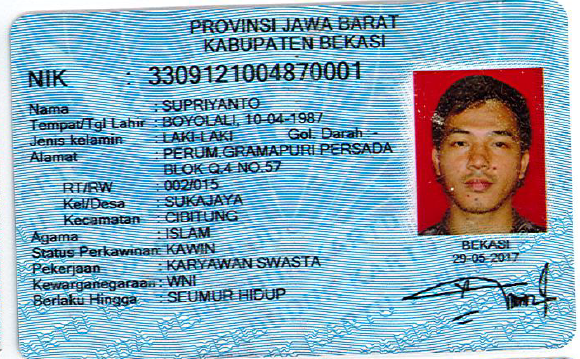 PROVINSI JAWA BARAT
KABUPATEN BEKASI
NIK : 3309121004870001
Nama : SUPRIYANTO
Tempat/Tgl Lahir : BOYOLALI, 10-04-1987
Jenis kelamin : LAKI-LAKI Gol. Darah :-
Alamat : PERUM.GRAMAPURI PERSADA
BLOK Q.4 NO.57
RT/RW : 002/015
Kel/Desa : SUKAJAYA
Kecamatan : CIBITUNG
Agama : ISLAM
Status Perkawinan: KAWIN
Pekerjaan : KARYAWAN SWASTA
Kewarganegaraan: WNI
Berlaku Hingga : SEUMUR HIDUP
BEKASI
29-05-2017